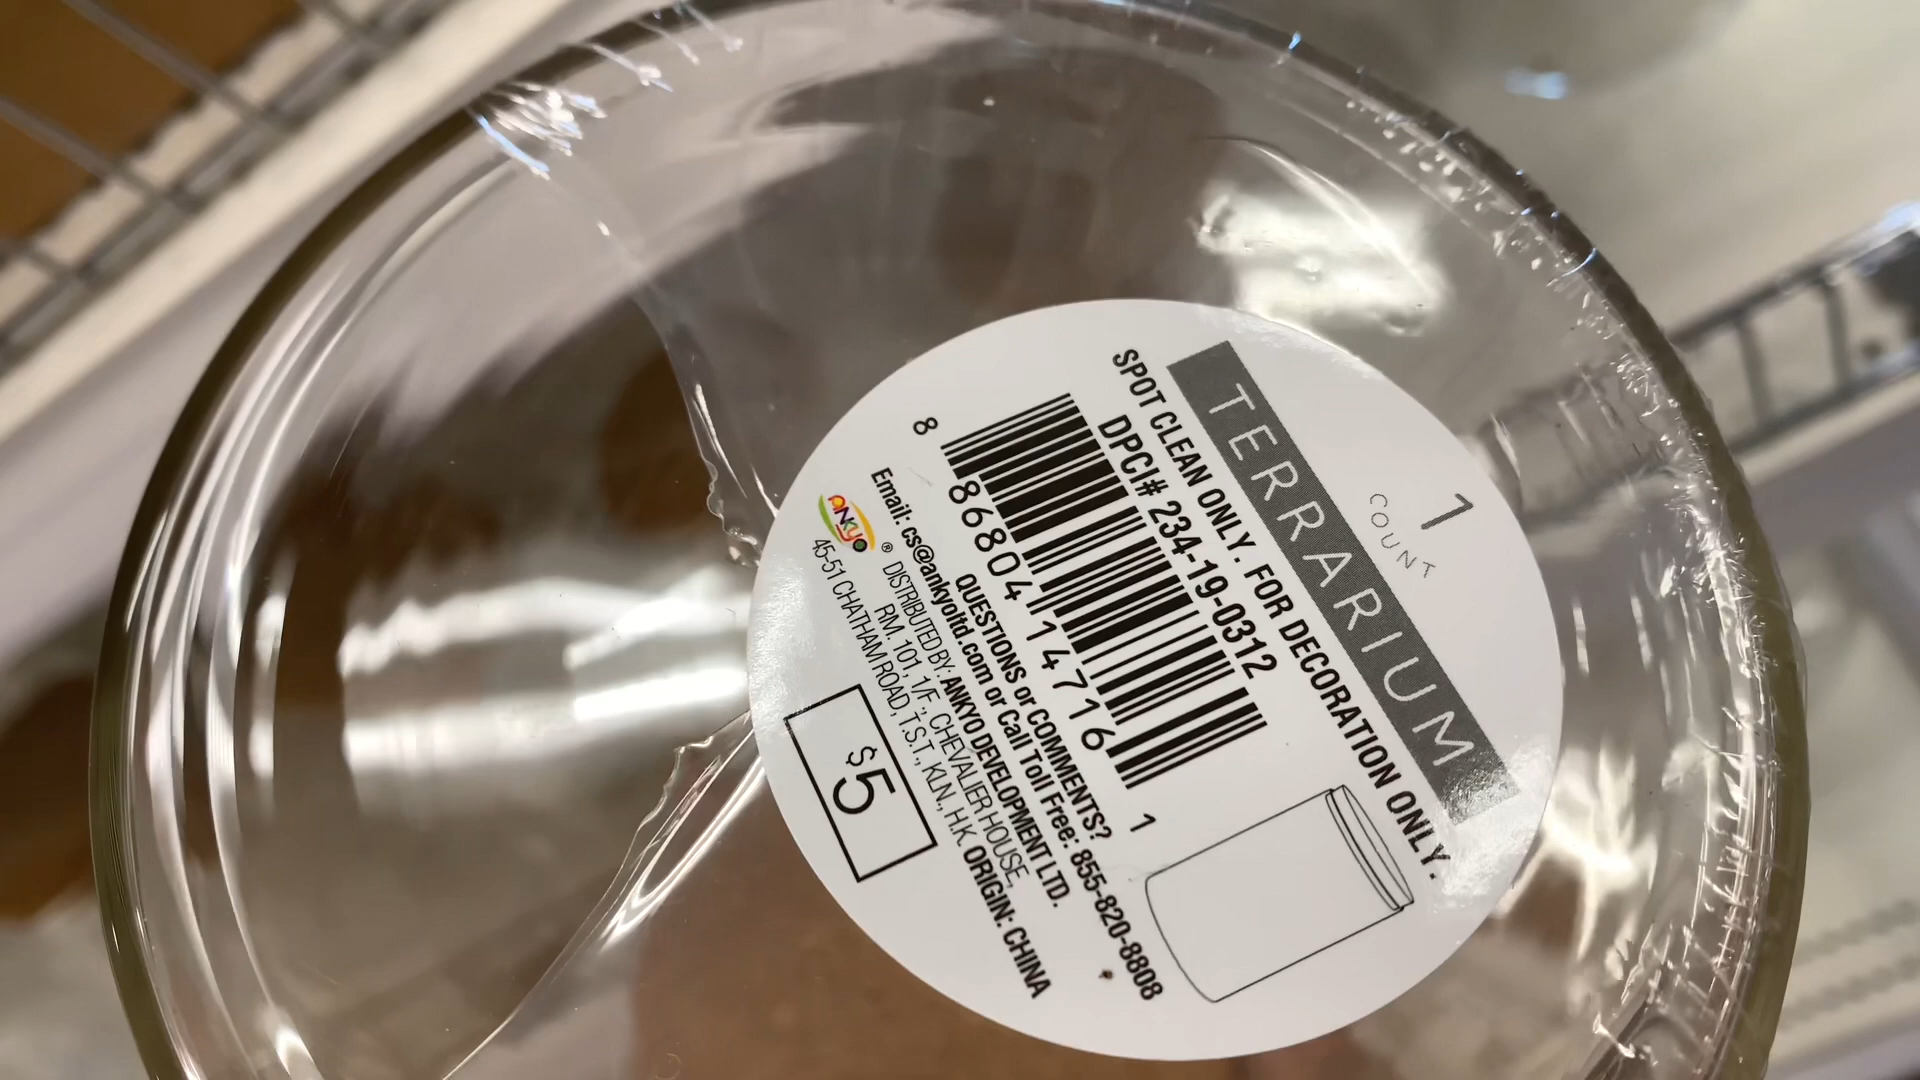 1
COUNT
TERRARIUM
SPOT CLEAN ONLY. FOR DECORATION ONLY.
DPCI# 234-19-0312
8 86804 14716 1
QUESTIONS or COMMENTS?
Email: cs@ankyoltd.com or Call Toll Free: 855-820-8808
ANKYO ® DISTRIBUTED BY: ANKYO DEVELOPMENT LTD.
RM. 101, 1/F., CHEVALIER HOUSE,
45-51 CHATHAM ROAD, T.S.T., KLN., H.K. ORIGIN: CHINA
$5